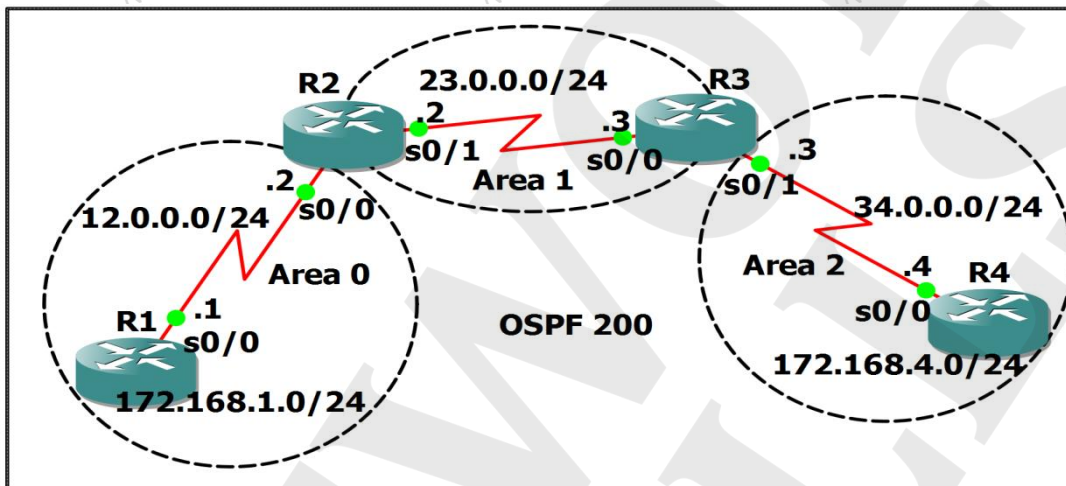 R2
23.0.0.0/24
R3
.2
s0/1
.3
s0/0
Area 1
.3
s0/1
.2
s0/0
12.0.0.0/24
34.0.0.0/24
Area 0
Area 2
.4
s0/0
R4
.1
R1
s0/0
OSPF 200
172.168.1.0/24
172.168.4.0/24